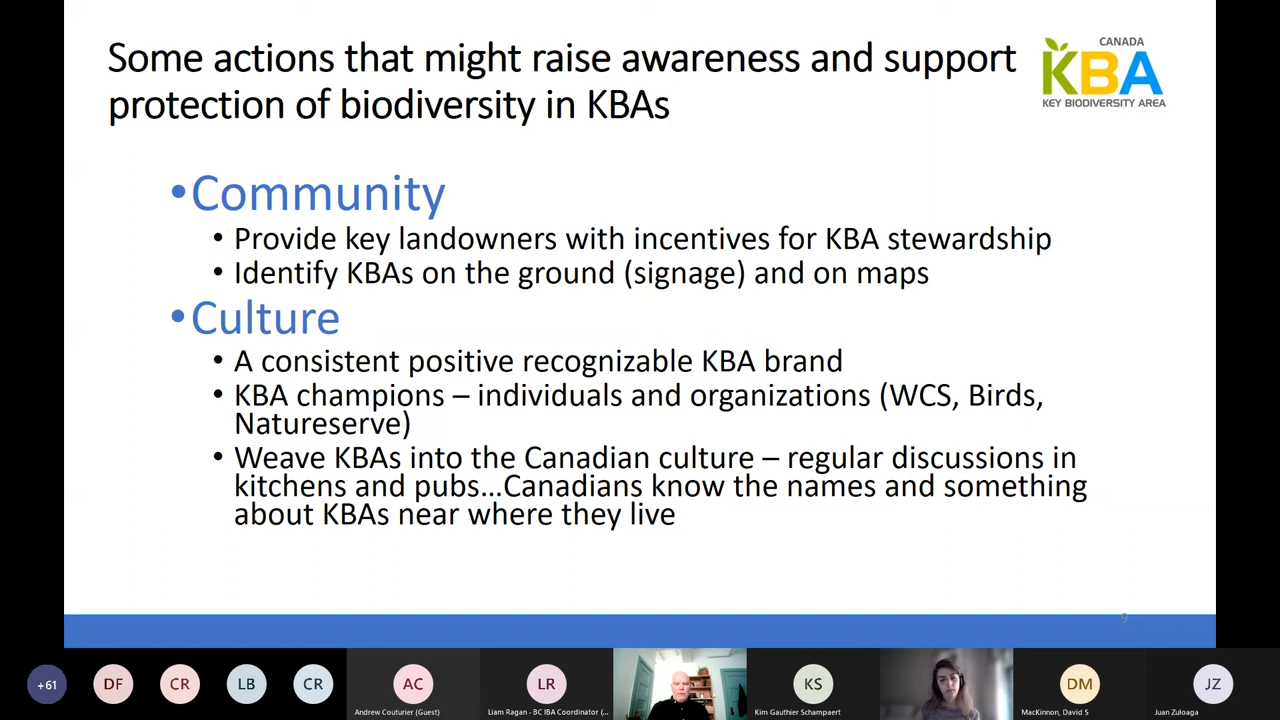 Some actions that might raise awareness and support
protection of biodiversity in KBAs
CANADA
KBA
KEY BIODIVERSITY AREA
•Community
• Provide key landowners with incentives for KBA stewardship
• Identify KBAs on the ground (signage) and on maps
•Culture
• A consistent positive recognizable KBA brand
• KBA champions – individuals and organizations (WCS, Birds,
Natureserve)
• Weave KBAs into the Canadian culture – regular discussions in
kitchens and pubs…Canadians know the names and something
about KBAs near where they live
9
+61
DF
CR
LB
CR
AC
Andrew Couturier (Guest)
LR
Liam Ragan - BC IBA Coordinator (...
KS
Kim Gauthier Schampaert
DM
MacKinnon, David S
JZ
Juan Zuloaga